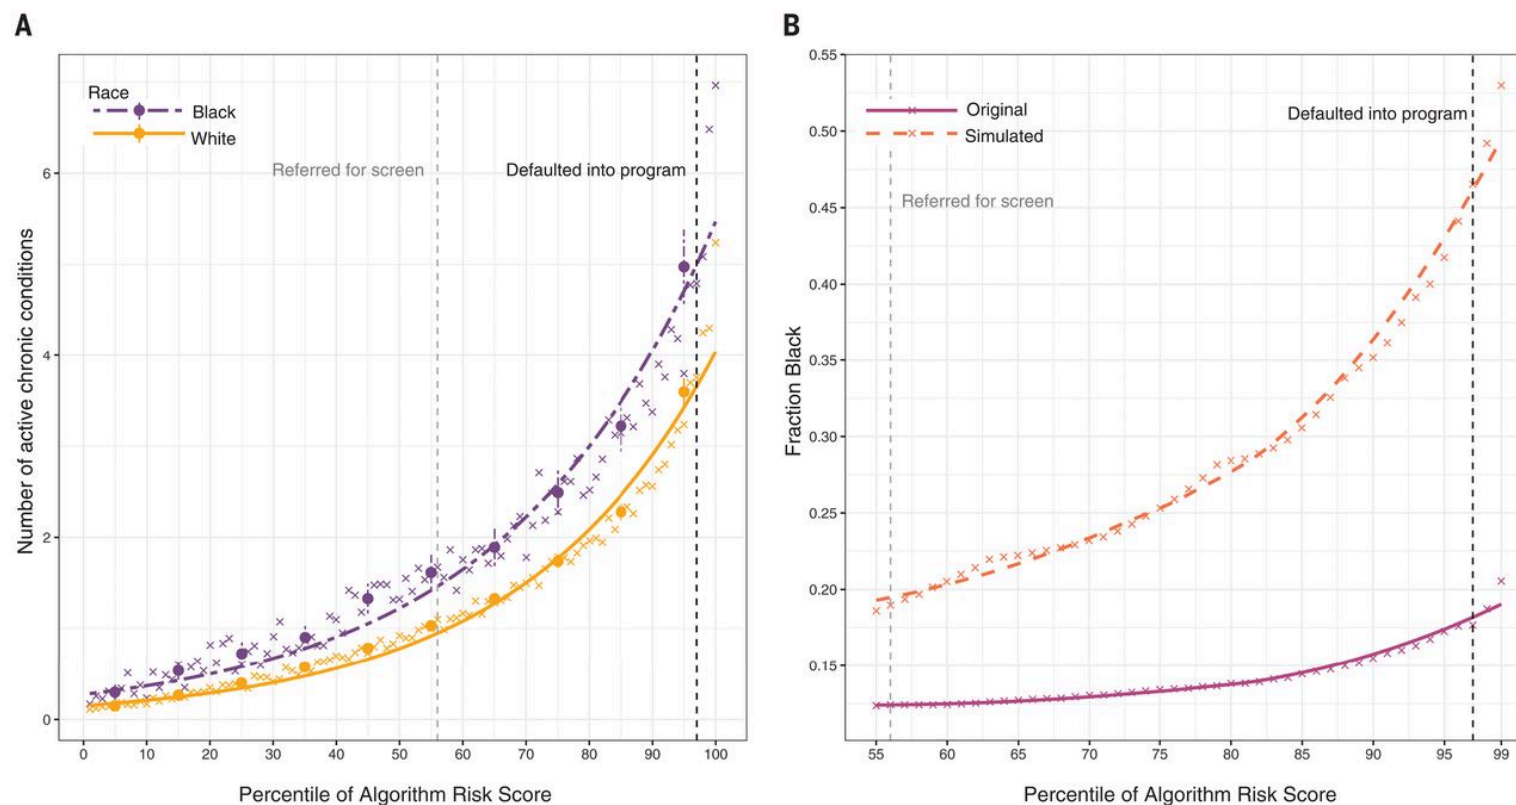 A
Race
Black
White
Referred for screen
Defaulted into program
6
4
2
0
0 10 20 30 40 50 60 70 80 90 100
Number of active chronic conditions
Percentile of Algorithm Risk Score
B
Original
Simulated
Defaulted into program
Referred for screen
0.55
0.50
0.45
0.40
0.35
0.30
0.25
0.20
0.15
55 60 65 70 75 80 85 90 95 99
Fraction Black
Percentile of Algorithm Risk Score